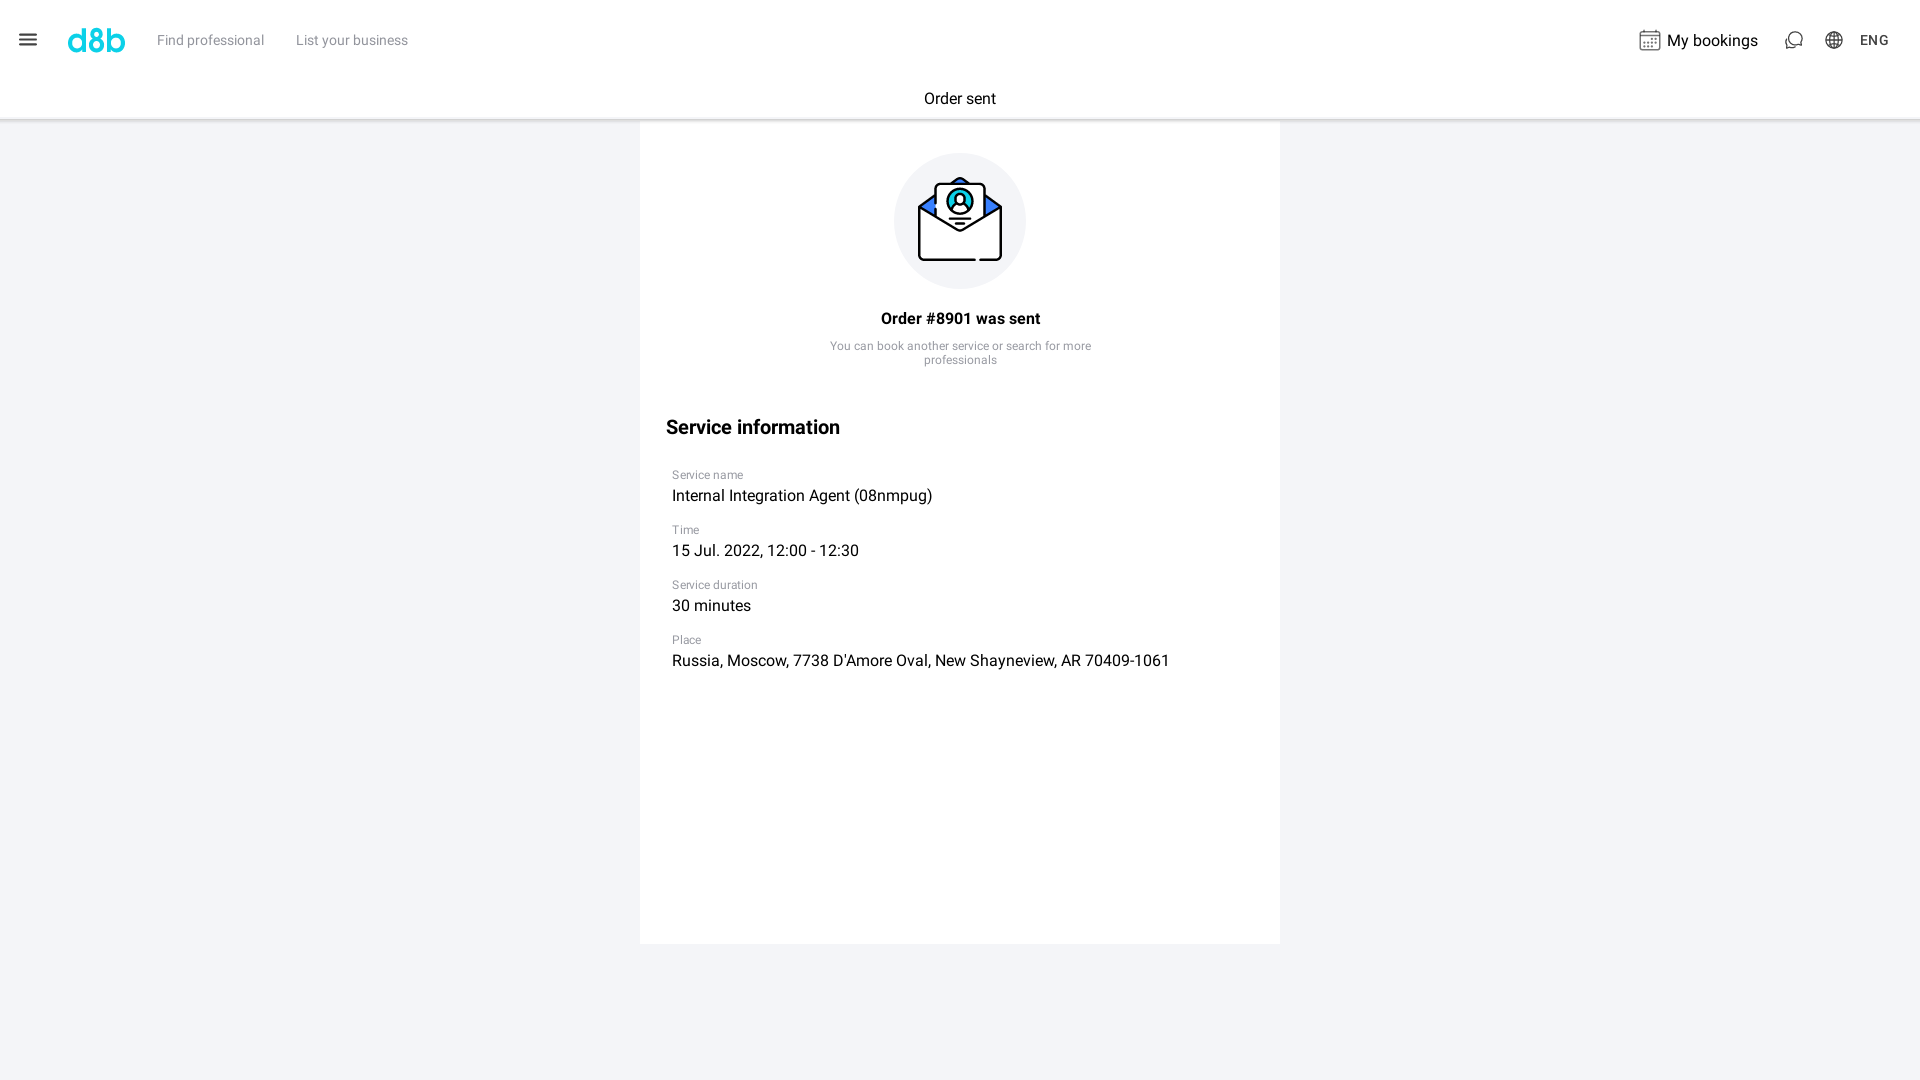 d8b
Find professional
List your business
My bookings
ENG
Order sent
Order #8901 was sent
You can book another service or search for more
professionals
Service information
Service name
Internal Integration Agent (08nmpug)
Time
15 Jul. 2022, 12:00 - 12:30
Service duration
30 minutes
Place
Russia, Moscow, 7738 D'Amore Oval, New Shayneview, AR 70409-1061